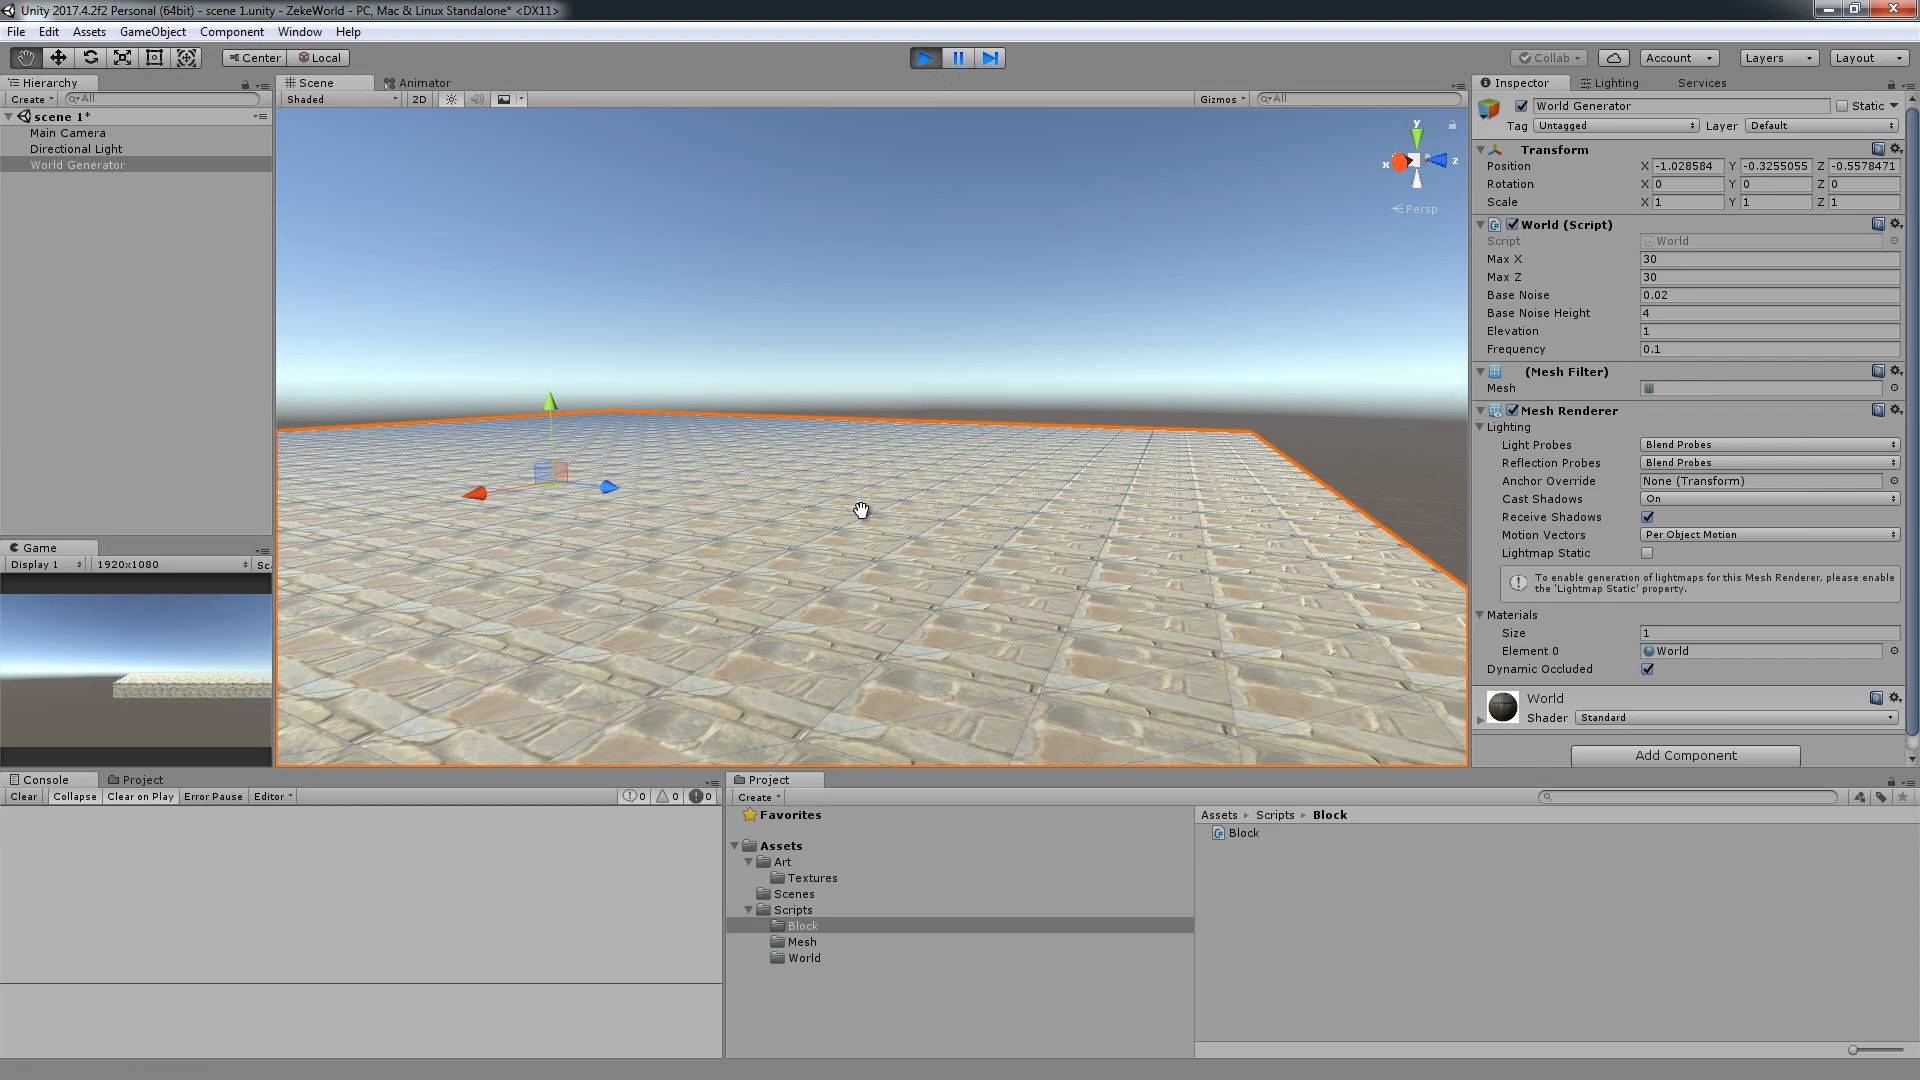 Unity 2017.4.2f2 Personal (64bit) - scene 1.unity - ZekeWorld - PC, Mac & Linux Standalone* <DX11>
File Edit Assets GameObject Component Window Help
Center Local
Collab Account Layers Layout
Hierarchy
Create All
scene 1*
Main Camera
Directional Light
World Generator
Scene Animator
Shaded 2D Gizmos All
y
x z
Persp
Game
Display 1 1920x1080 Sc
Inspector Lighting Services
World Generator Static
Tag Untagged Layer Default
Transform
Position X -1.028584 Y -0.3255055 Z -0.5578471
Rotation X 0 Y 0 Z 0
Scale X 1 Y 1 Z 1
World (Script)
Script World
Max X 30
Max Z 30
Base Noise 0.02
Base Noise Height 4
Elevation 1
Frequency 0.1
(Mesh Filter)
Mesh
Mesh Renderer
Lighting
Light Probes Blend Probes
Reflection Probes Blend Probes
Anchor Override None (Transform)
Cast Shadows On
Receive Shadows
Motion Vectors Per Object Motion
Lightmap Static
To enable generation of lightmaps for this Mesh Renderer, please enable
the 'Lightmap Static' property.
Materials
Size 1
Element 0 World
Dynamic Occluded
World
Shader Standard
Add Component
Console Project
Clear Collapse Clear on Play Error Pause Editor 0 0 0
Project
Create
Favorites
Assets
Art
Textures
Scenes
Scripts
Block
Mesh
World
Assets Scripts Block
Block